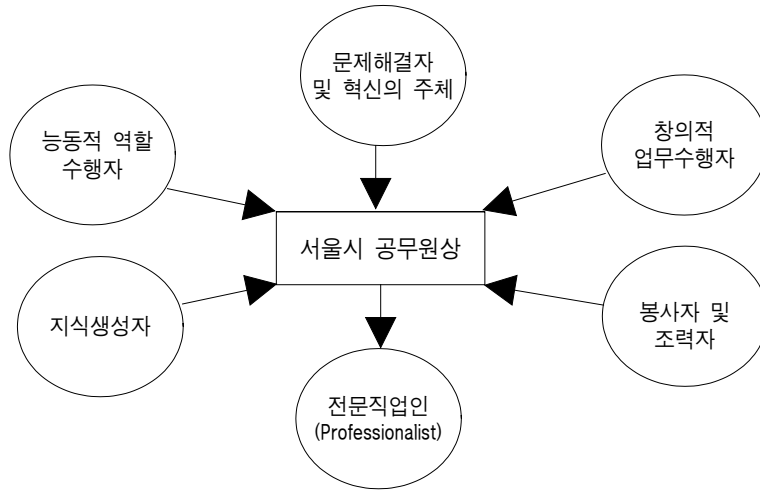 문제해결자
및 혁신의 주체
능동적 역할
수행자
창의적
업무수행자
서울시 공무원상
지식생성자
봉사자 및
조력자
전문직업인
(Professionalist)